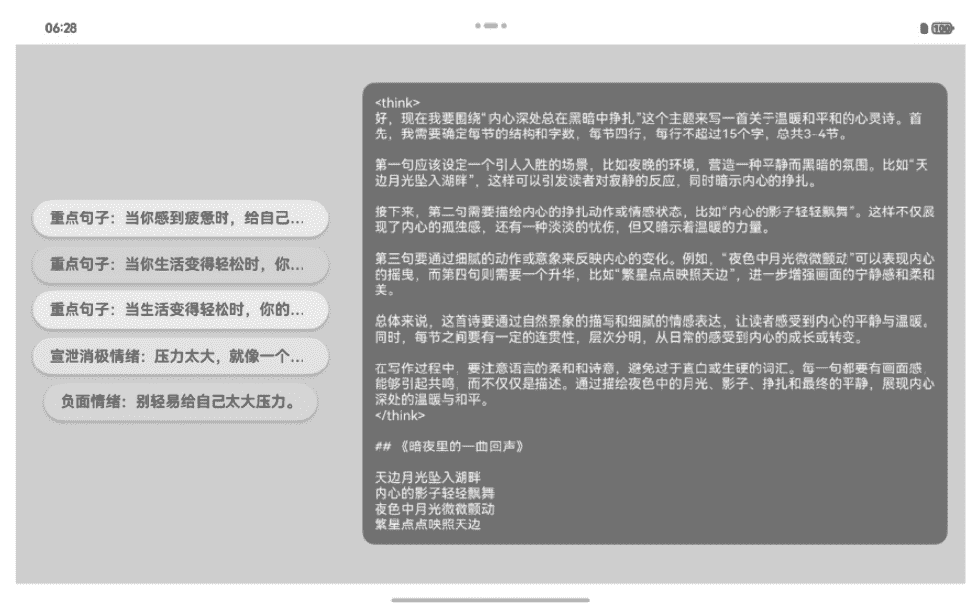 06:28
100
重点句子：当你感到疲惫时，给自己...
重点句子：当你生活变得轻松时，你...
重点句子：当生活变得轻松时，你的...
宣泄消极情绪：压力太大，就像一个...
负面情绪：别轻易给自己太大压力。
<think>
好，现在我要围绕“内心深处总在黑暗中挣扎”这个主题来写一首关于温暖和平和的心灵诗。首
先，我需要确定每节的结构和字数，每节四行，每行不超过15个字，总共3-4节。
第一句应该设定一个引人入胜的场景，比如夜晚的环境，营造一种平静而黑暗的氛围。比如“天
边月光坠入湖畔”，这样可以引发读者对寂静的反应，同时暗示内心的挣扎。
接下来，第二句需要描绘内心的挣扎动作或情感状态，比如“内心的影子轻轻飘舞”。这样不仅展
现了内心的孤独感，还有一种淡淡的忧伤，但又暗示着温暖的力量。
第三句要通过细腻的动作或意象来反映内心的变化。例如，“夜色中月光微微颤动”可以表现内心
的摇曳，而第四句则需要一个升华，比如“繁星点点映照天边”，进一步增强画面的宁静感和柔和
美。
总体来说，这首诗要通过自然景象的描写和细腻的情感表达，让读者感受到内心的平静与温暖。
同时，每节之间要有一定的连贯性，层次分明，从日常的感受到内心的成长或转变。
在写作过程中，要注意语言的柔和和诗意，避免过于直白或生硬的词汇。每一句都要有画面感，
能够引起共鸣，而不仅仅是描述。通过描绘夜色中的月光、影子、挣扎和最终的平静，展现内心
深处的温暖与和平。
</think>
## 《暗夜里的一曲回声》
天边月光坠入湖畔
内心的影子轻轻飘舞
夜色中月光微微颤动
繁星点点映照天边